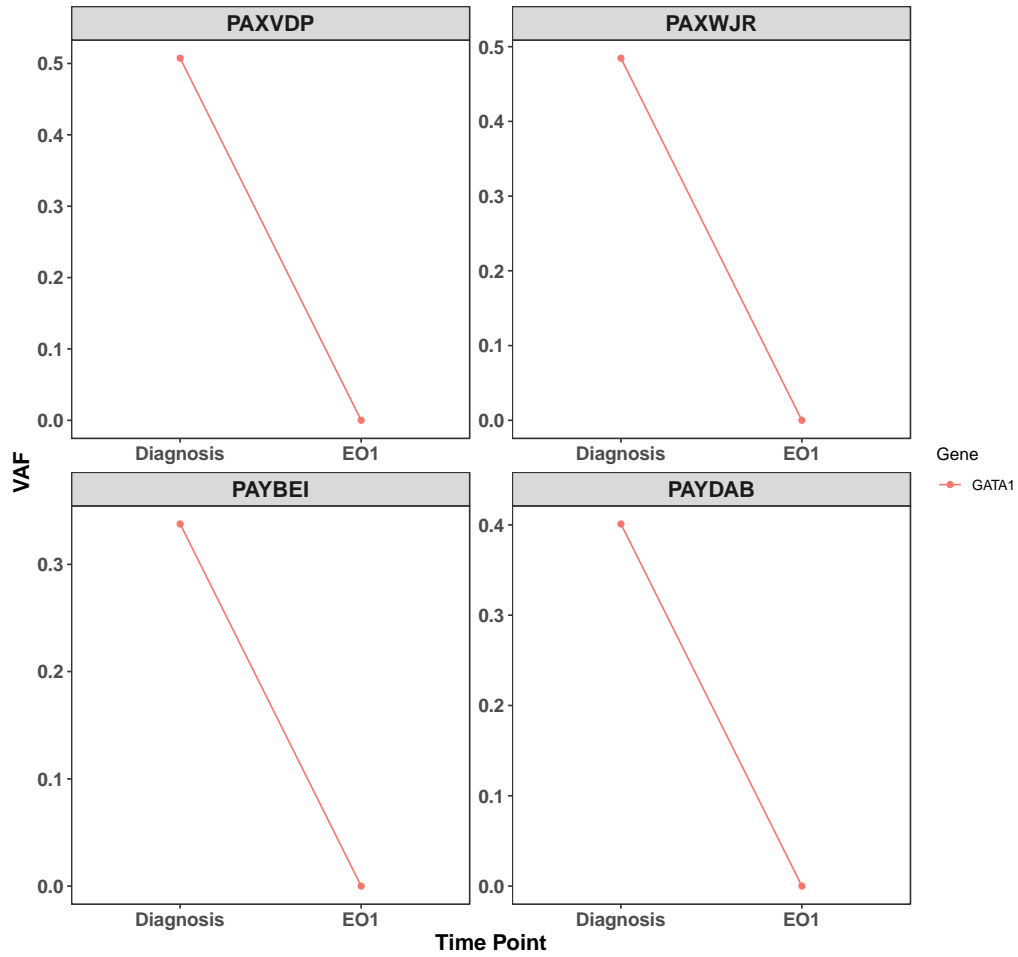 PAXVDP
PAXWJR
0.5
0.4
0.3
0.2
0.1
0.0
0.5
0.4
0.3
0.2
0.1
0.0
Diagnosis
EO1
Diagnosis
EO1
VAF
Gene
GATA1
PAYBEI
PAYDAB
0.3
0.2
0.1
0.0
0.4
0.3
0.2
0.1
0.0
Diagnosis
EO1
Diagnosis
EO1
Time Point